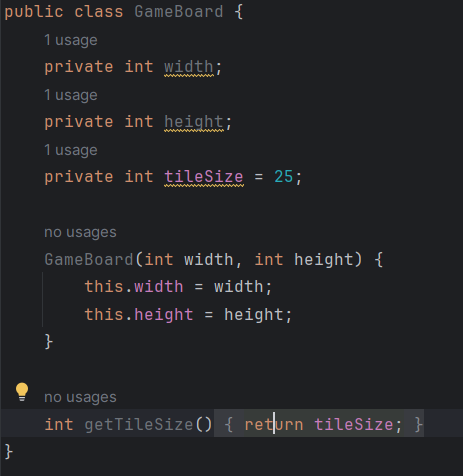 public class GameBoard {
1 usage
private int width;
1 usage
private int height;
1 usage
private int tileSize = 25;
no usages
GameBoard(int width, int height) {
this.width = width;
this.height = height;
}
no usages
int getTileSize() { return tileSize; }
}